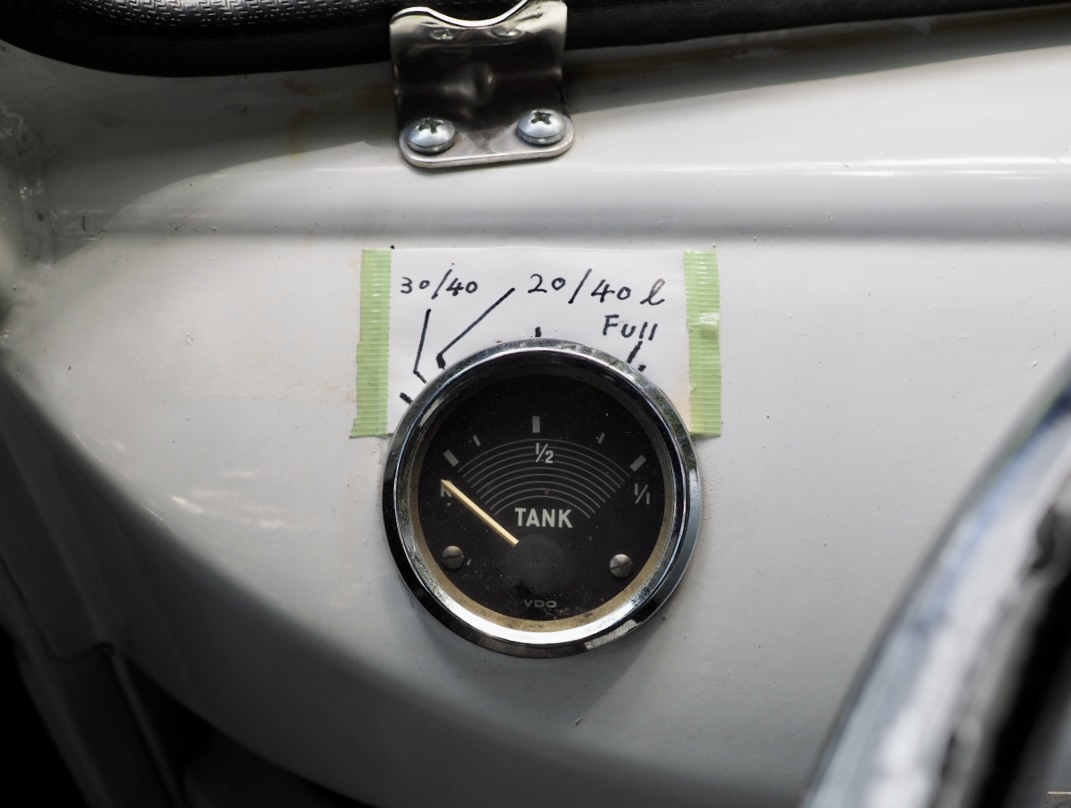 30/40 20/40 l
Full
1/2
R 1/1
TANK
VDO